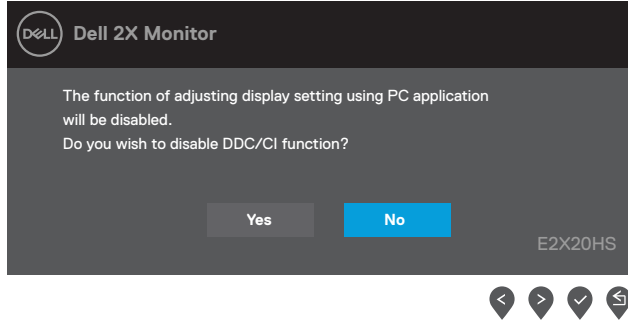 DELL
Dell 2X Monitor
The function of adjusting display setting using PC application
will be disabled.
Do you wish to disable DDC/CI function?
Yes No
E2X20HS